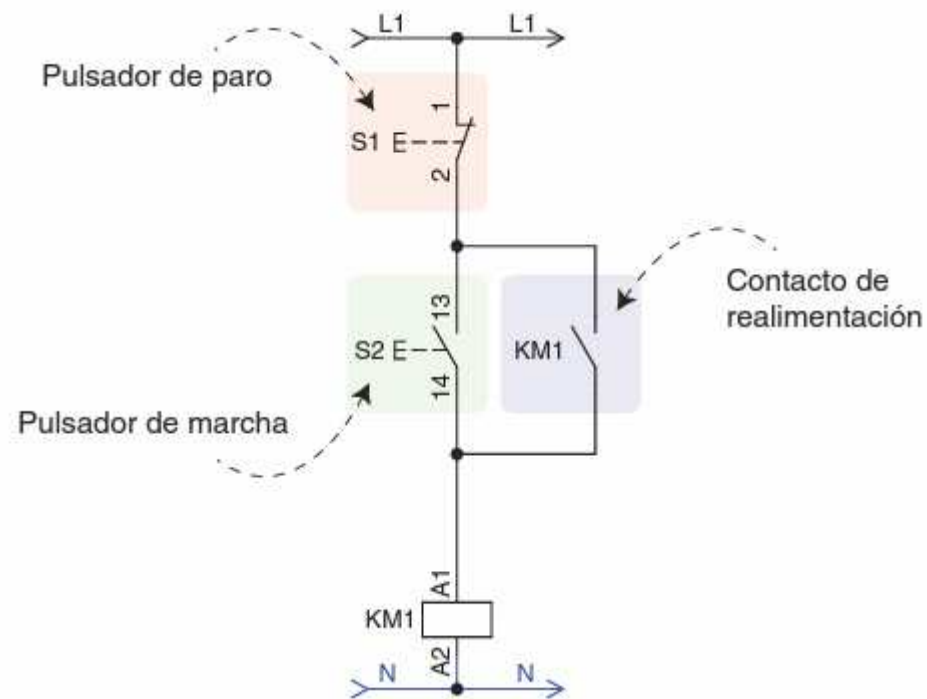 L1 L1
Pulsador de paro
1
S1 E
2
Contacto de
realimentación
13
S2 E
KM1
14
Pulsador de marcha
A1
KM1
A2
N N